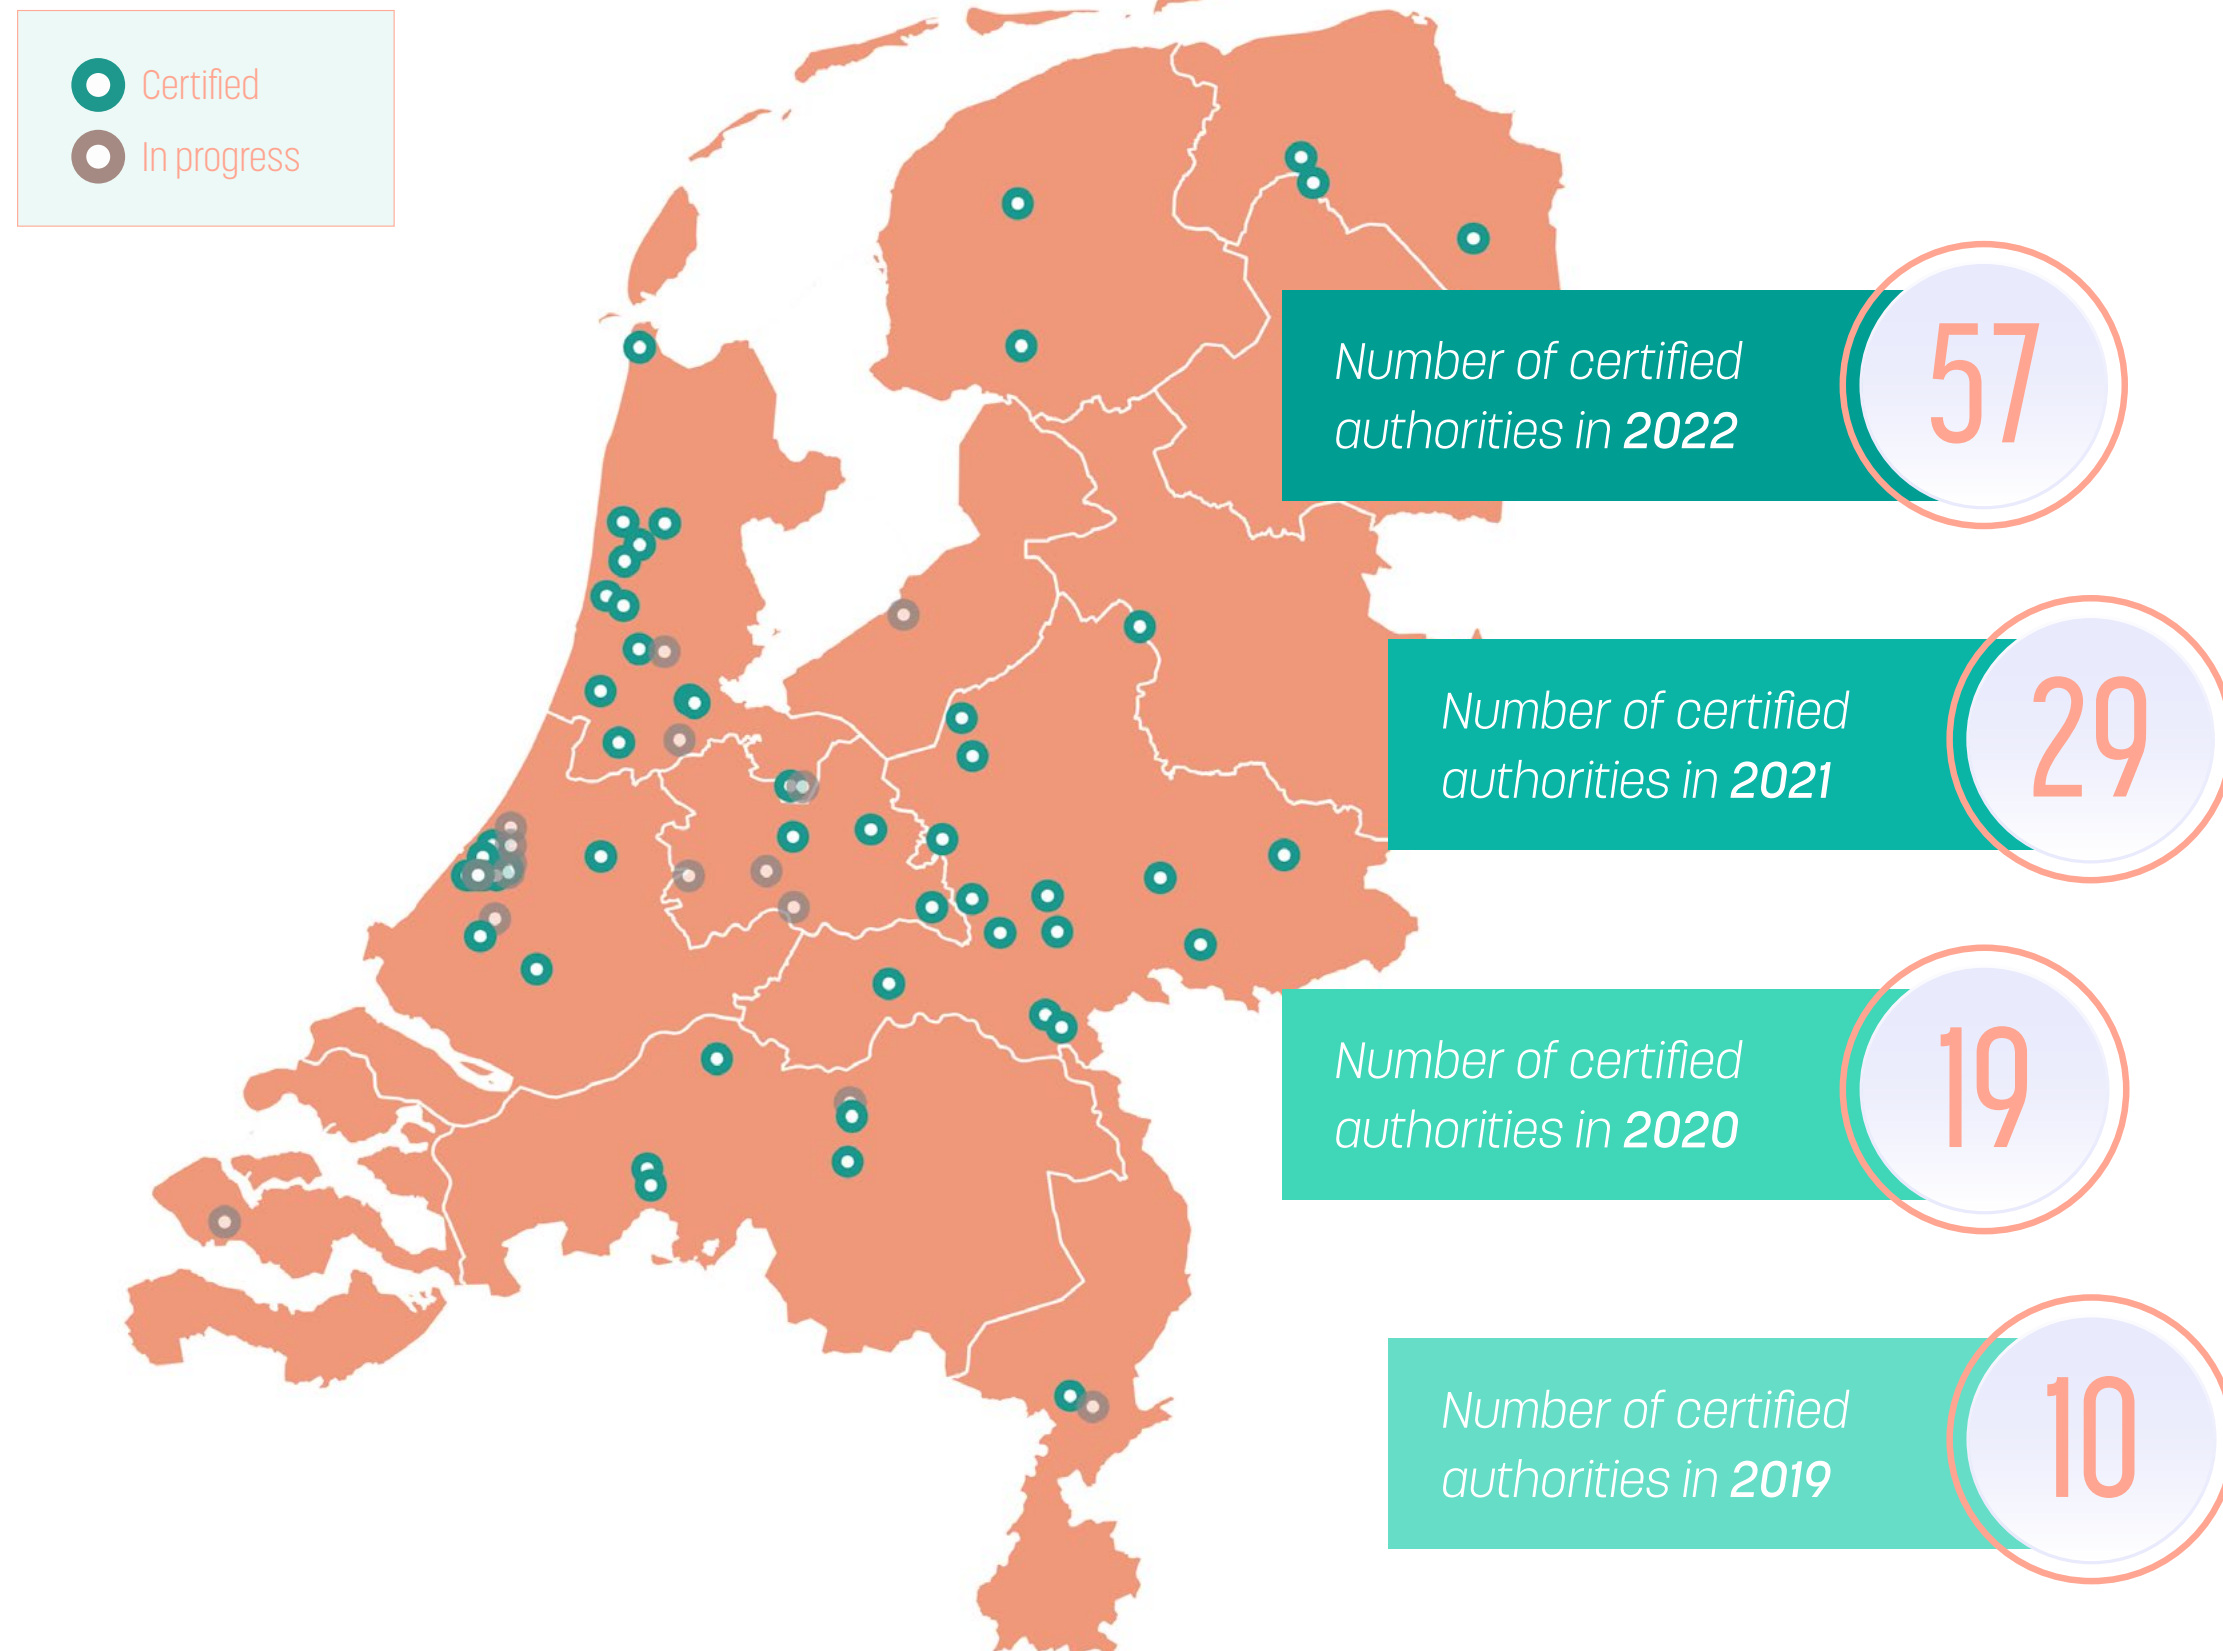 Certified
In progress
Number of certified
authorities in 2022
57
Number of certified
authorities in 2021
29
Number of certified
authorities in 2020
19
Number of certified
authorities in 2019
10